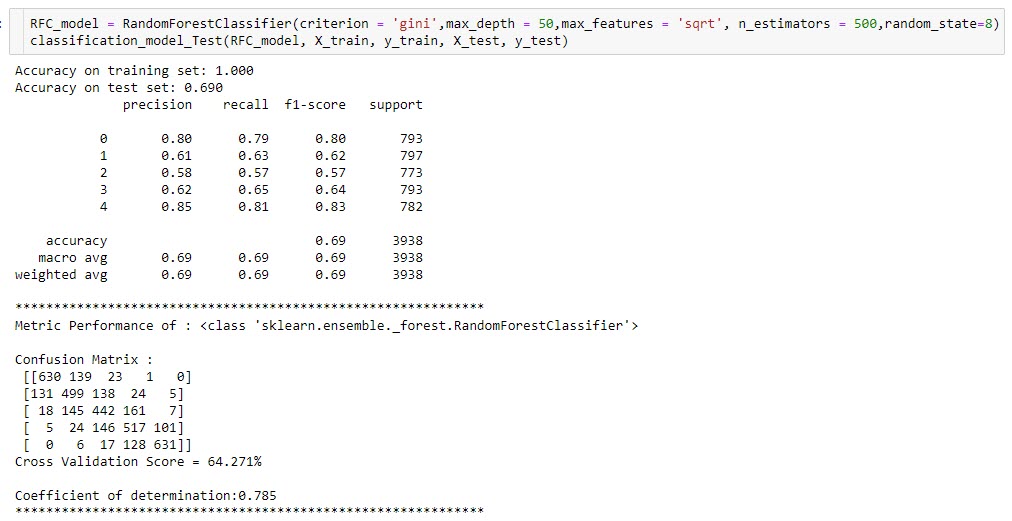 RFC_model = RandomForestClassifier(criterion = 'gini',max_depth = 50,max_features = 'sqrt', n_estimators = 500,random_state=8)
classification_model_Test(RFC_model, X_train, y_train, X_test, y_test)
Accuracy on training set: 1.000
Accuracy on test set: 0.690
precision recall f1-score support
0 0.80 0.79 0.80 793
1 0.61 0.63 0.62 797
2 0.58 0.57 0.57 773
3 0.62 0.65 0.64 793
4 0.85 0.81 0.83 782
accuracy 0.69 3938
macro avg 0.69 0.69 0.69 3938
weighted avg 0.69 0.69 0.69 3938
*************************************************************
Metric Performance of : <class 'sklearn.ensemble._forest.RandomForestClassifier'>
Confusion Matrix :
[[630 139 23 1 0]
[131 499 138 24 5]
[ 18 145 442 161 7]
[ 5 24 146 517 101]
[ 0 6 17 128 631]]
Cross Validation Score = 64.271%
Coefficient of determination:0.785
*************************************************************